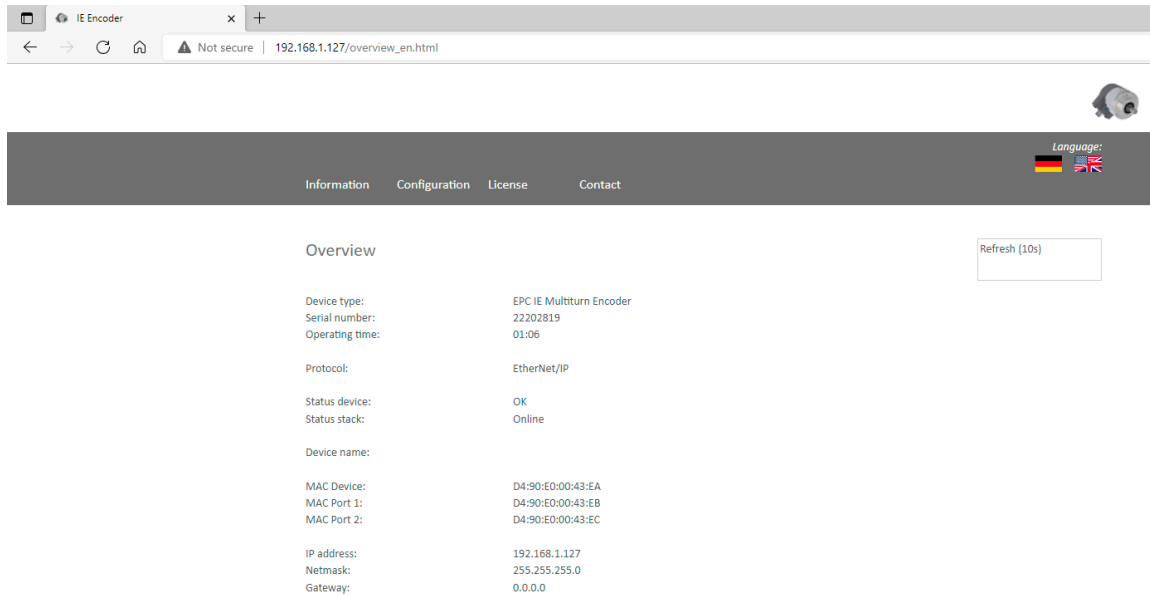 IE Encoder
Not secure | 192.168.1.127/overview_en.html
Language:
Information Configuration License Contact
Overview
Refresh (10s)
Device type: EPC IE Multiturn Encoder
Serial number: 22202819
Operating time: 01:06
Protocol: EtherNet/IP
Status device: OK
Status stack: Online
Device name:
MAC Device: D4:90:E0:00:43:EA
MAC Port 1: D4:90:E0:00:43:EB
MAC Port 2: D4:90:E0:00:43:EC
IP address: 192.168.1.127
Netmask: 255.255.255.0
Gateway: 0.0.0.0